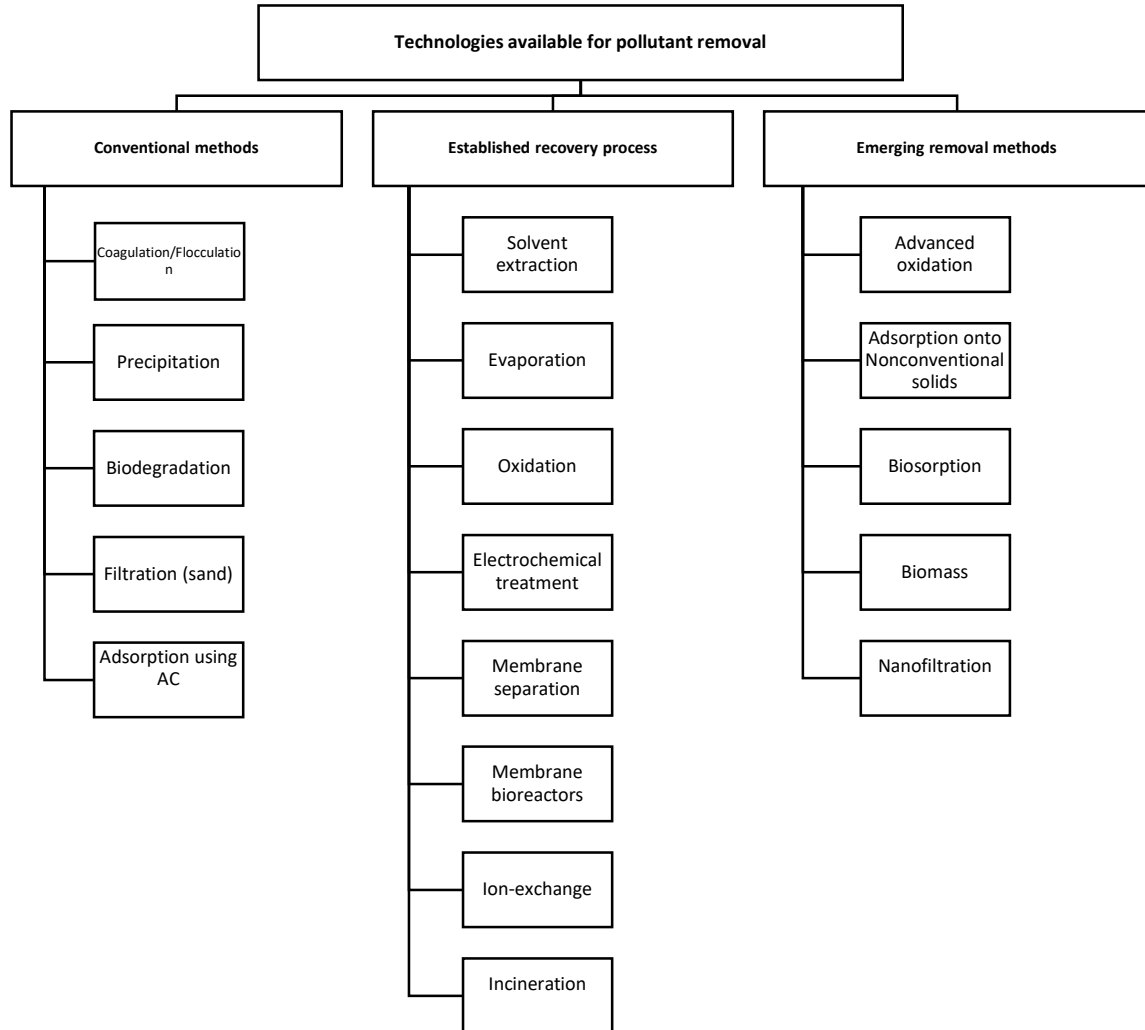 Technologies available for pollutant removal
Conventional methods
Coagulation/Flocculatio
n
Precipitation
Biodegradation
Filtration (sand)
Adsorption using
AC
Established recovery process
Solvent
extraction
Evaporation
Oxidation
Electrochemical
treatment
Membrane
separation
Membrane
bioreactors
Ion-exchange
Incineration
Emerging removal methods
Advanced
oxidation
Adsorption onto
Nonconventional
solids
Biosorption
Biomass
Nanofiltration